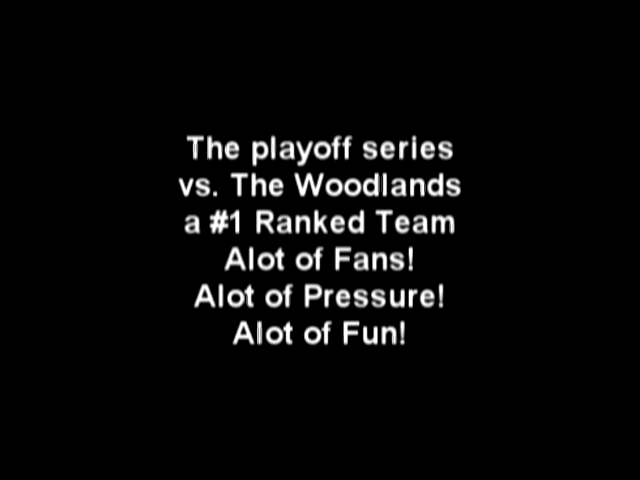 The playoff series
vs. The Woodlands
a #1 Ranked Team
Alot of Fans!
Alot of Pressure!
Alot of Fun!